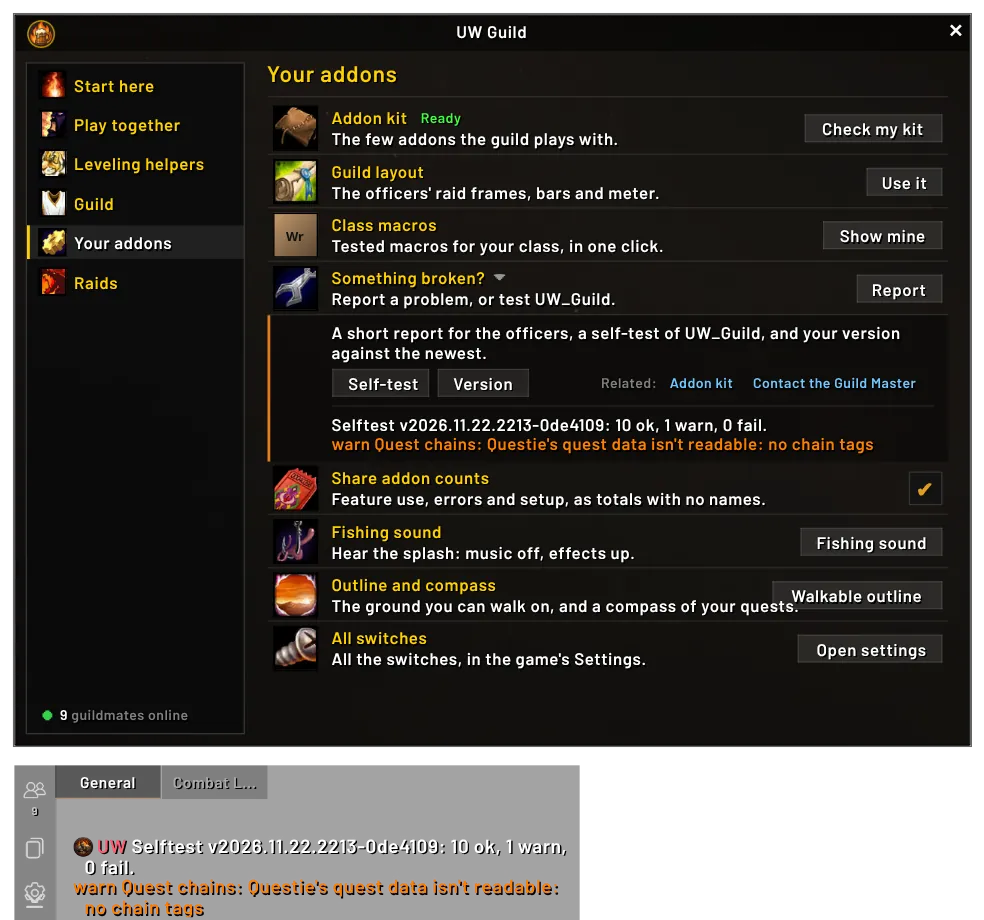 UW Guild
Start here
Play together
Leveling helpers
Guild
Your addons
Raids
9 guildmates online
Your addons
Addon kit Ready
The few addons the guild plays with.
Check my kit
Guild layout
The officers' raid frames, bars and meter.
Use it
Wr
Class macros
Tested macros for your class, in one click.
Show mine
Something broken?
Report a problem, or test UW_Guild.
Report
A short report for the officers, a self-test of UW_Guild, and your version
against the newest.
Self-test Version Related: Addon kit Contact the Guild Master
Selftest v2026.11.22.2213-0de4109: 10 ok, 1 warn, 0 fail.
warn Quest chains: Questie's quest data isn't readable: no chain tags
Share addon counts
Feature use, errors and setup, as totals with no names.
Fishing sound
Hear the splash: music off, effects up.
Fishing sound
Outline and compass
The ground you can walk on, and a compass of your quests.
Walkable outline
All switches
All the switches, in the game's Settings.
Open settings
General Combat L...
9
UW Selftest v2026.11.22.2213-0de4109: 10 ok, 1 warn,
0 fail.
warn Quest chains: Questie's quest data isn't readable:
no chain tags